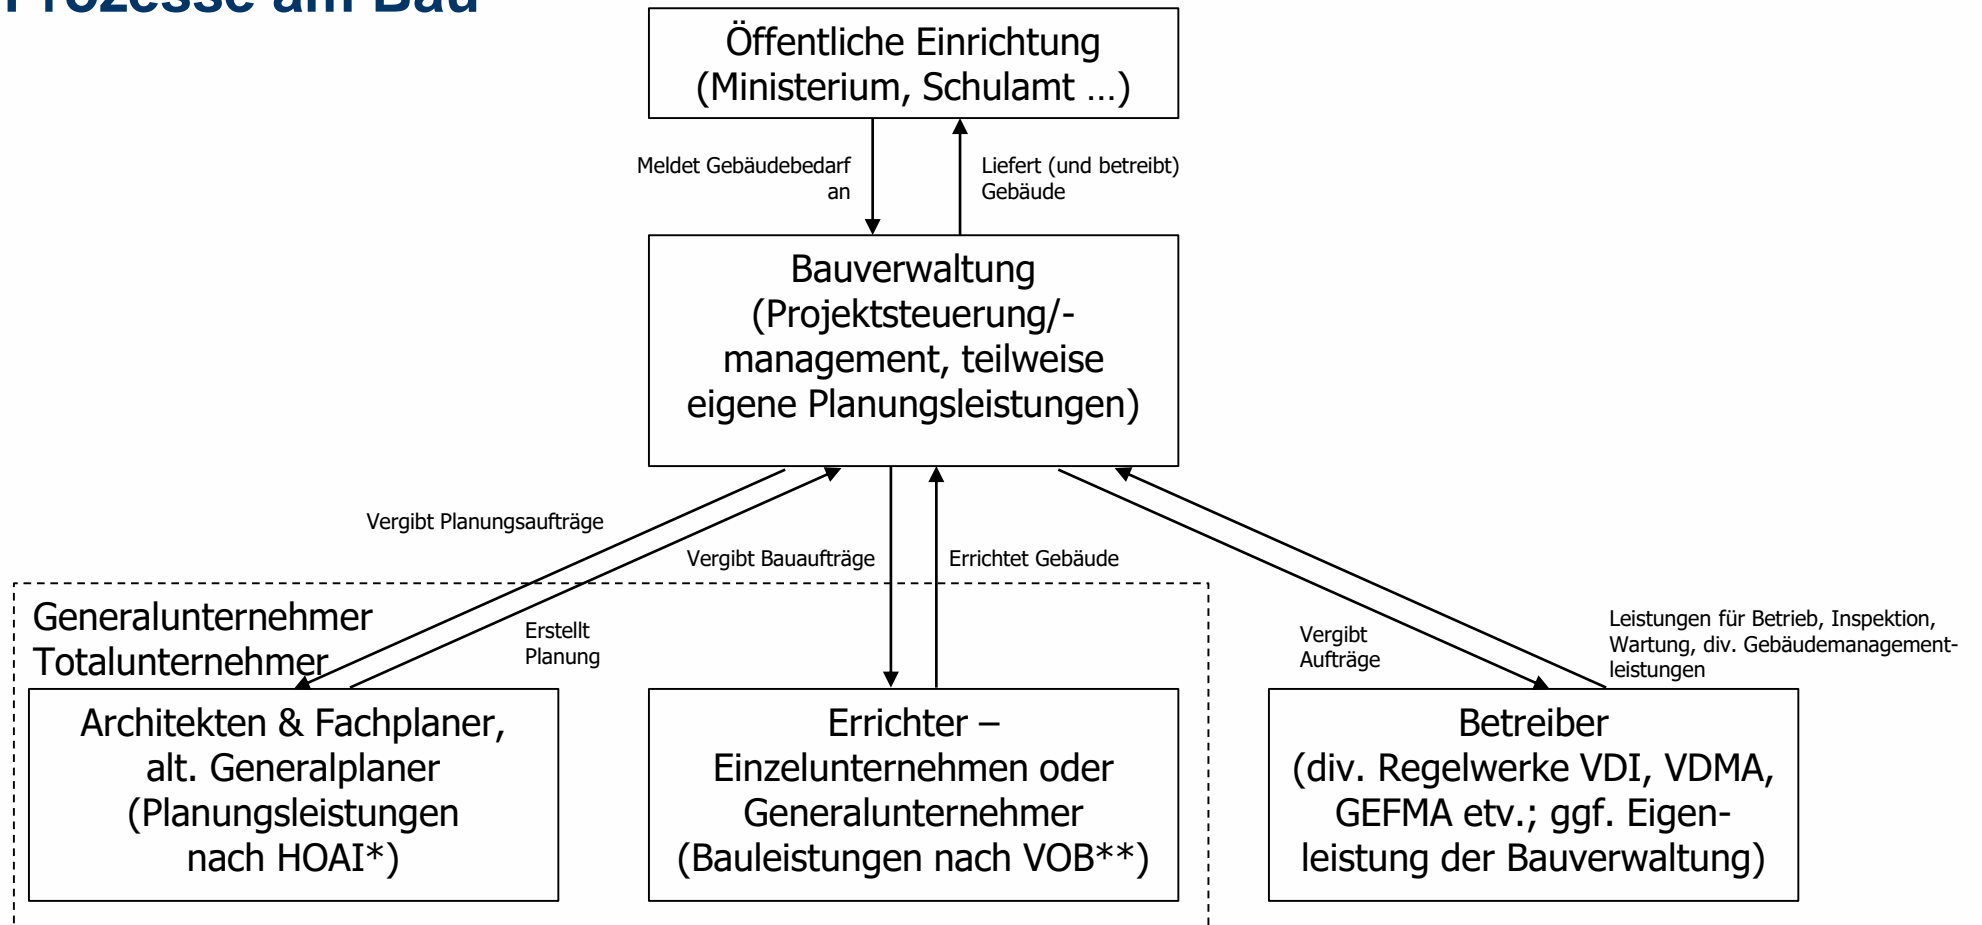 Prozesse am Bau
Öffentliche Einrichtung
(Ministerium, Schulamt …)
Meldet Gebäudebedarf
an
Liefert (und betreibt)
Gebäude
Bauverwaltung
(Projektsteuerung/-
management, teilweise
eigene Planungsleistungen)
Vergibt Planungsaufträge
Vergibt Bauaufträge
Errichtet Gebäude
Generalunternehmer
Totalunternehmer
Erstellt
Planung
Vergibt
Aufträge
Leistungen für Betrieb, Inspektion,
Wartung, div. Gebäudemanagement-
leistungen
Architekten & Fachplaner,
alt. Generalplaner
(Planungsleistungen
nach HOAI*)
Errichter –
Einzelunternehmen oder
Generalunternehmer
(Bauleistungen nach VOB**)
Betreiber
(div. Regelwerke VDI, VDMA,
GEFMA etv.; ggf. Eigen-
leistung der Bauverwaltung)